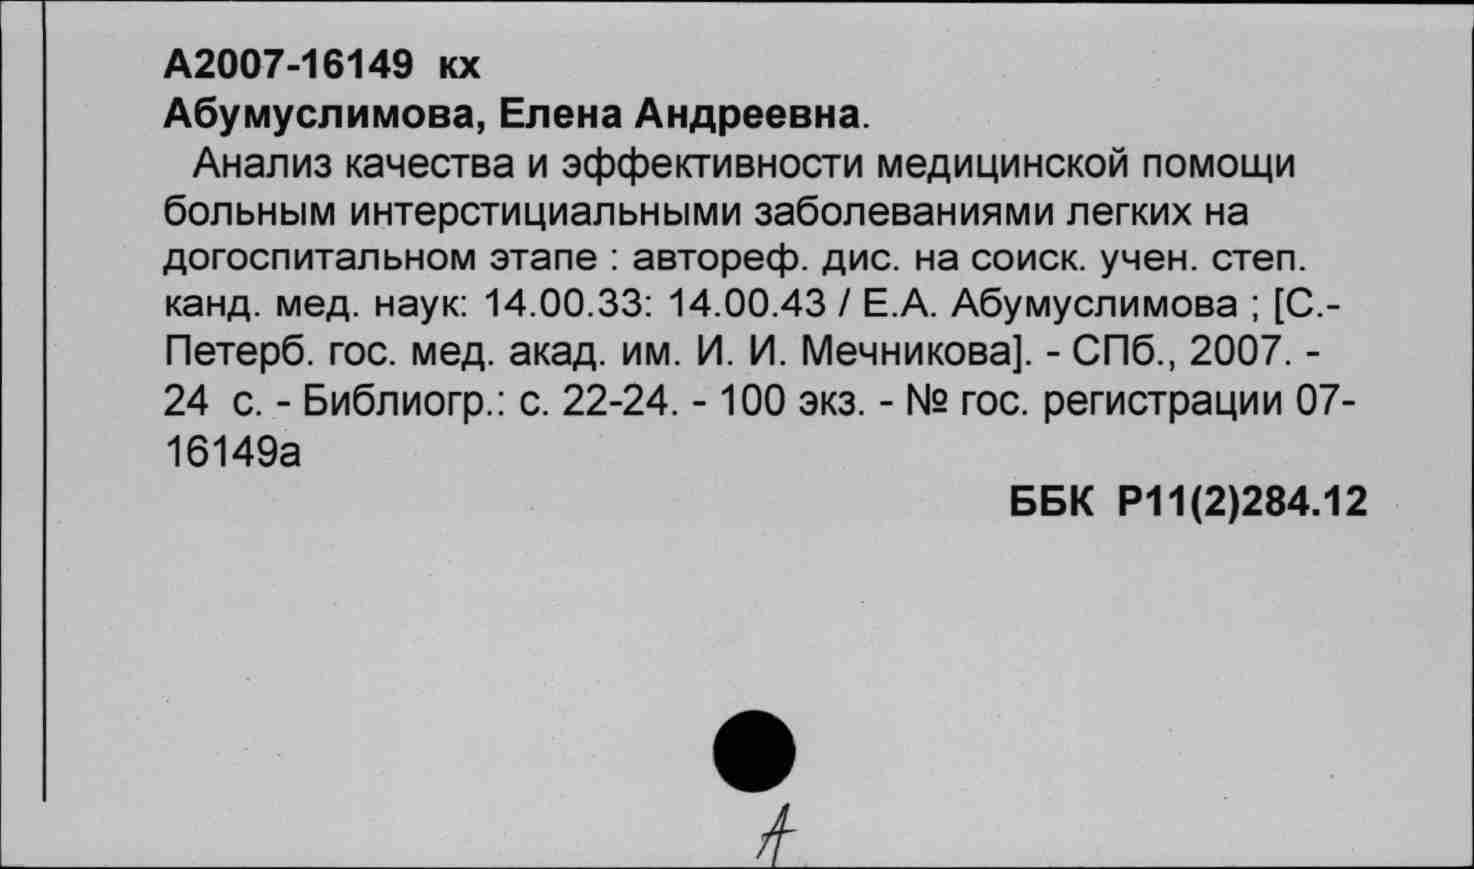 А2007-16149 кх
Абумуслимова, Елена Андреевна.
Анализ качества и эффективности медицинской помощи
больным интерстициальными заболеваниями легких на
догоспитальном этапе : автореф. дис. на соиск. учен. степ.
канд. мед. наук: 14.00.33: 14.00.43 / Е.А. Абумуслимова ; [С.-
Петерб. гос. мед. акад. им. И. И. Мечникова]. - СПб., 2007. -
24 с. - Библиогр.: с. 22-24. - 100 экз. - № гос. регистрации 07-
16149а
ББК Р11(2)284.12
А